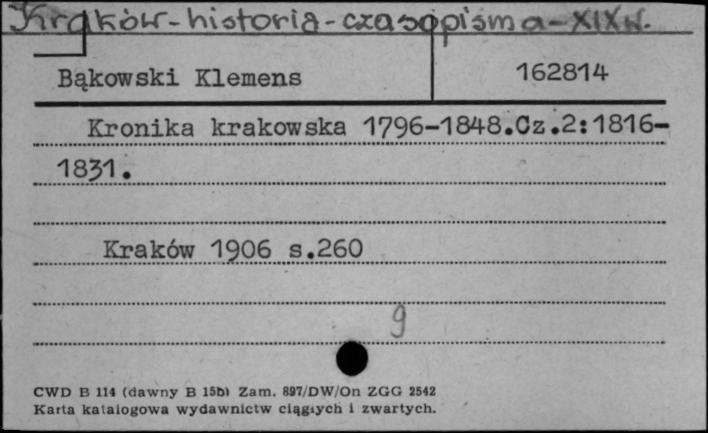 Kraków-historia-czasopisma-XIXw.
Bąkowski Klemens 162814
Kronika krakowska 1796-1848.Cz.2:1816-
1831.
Kraków 1906 s.260
9
CWD B 114 (dawny B 15b) Zam. 897/DW/On ZGG 2542
Karta katalogowa wydawnictw ciągłych i zwartych.